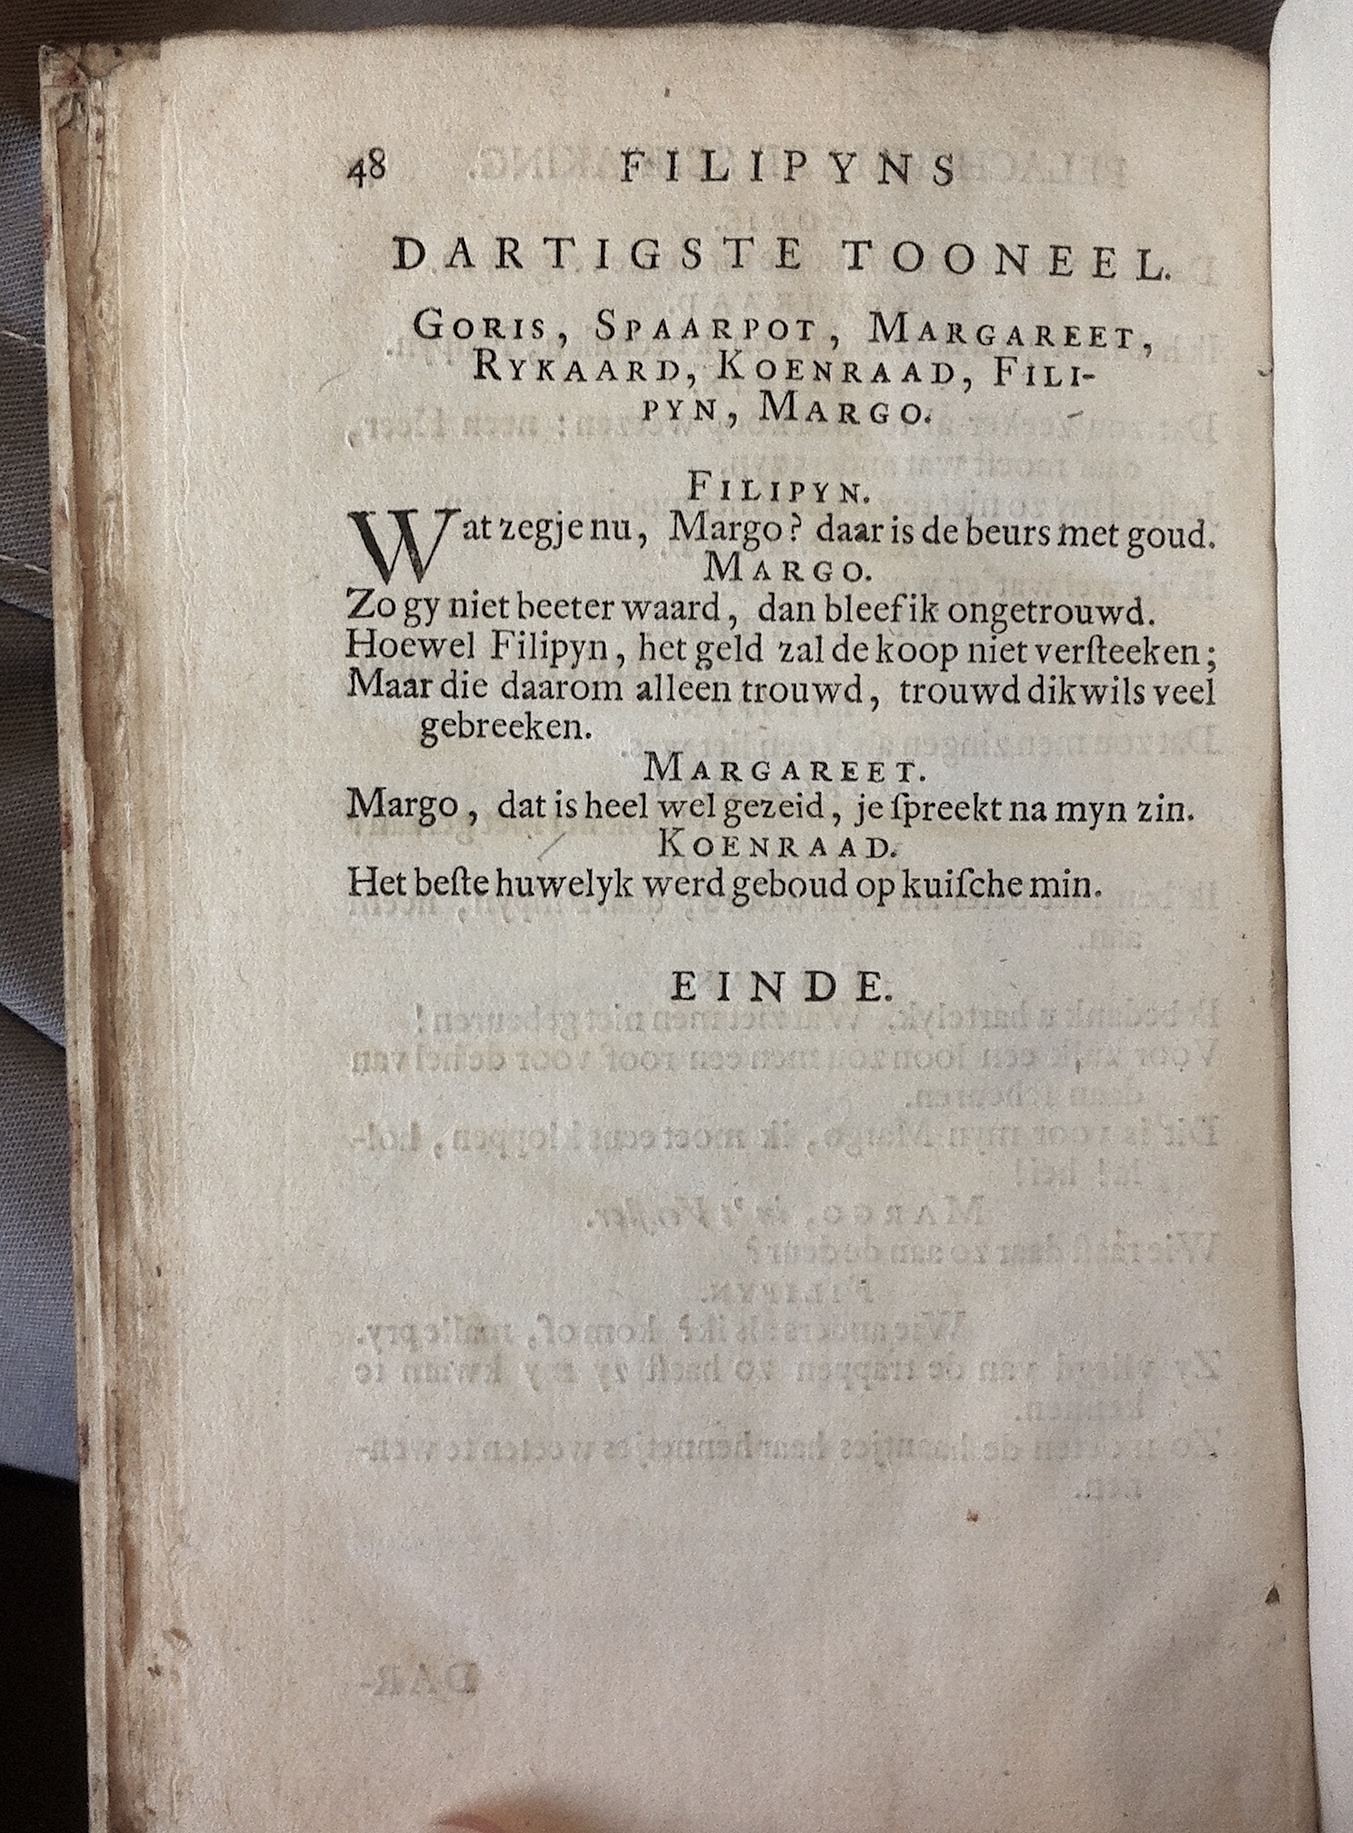 48 FILIPYNS
DARTIGSTE TOONEEL.
GORIS, SPAARPOT, MARGAREET,
RYKAARD, KOENRAAD, FILI-
PYN, MARGO.
FILIPYN.
Wat zegje nu, Margo? daar is de beurs met goud.
MARGO.
Zo gy niet beeter waard, dan bleef ik ongetrouwd.
Hoewel Filipyn, het geld zal de koop niet verſteeken;
Maar die daarom alleen trouwd, trouwd dikwils veel
gebreeken.
MARGAREET.
Margo, dat is heel wel gezeid, je ſpreekt na myn zin.
KOENRAAD.
Het beſte huwelyk werd geboud op kuiſche min.
EINDE.